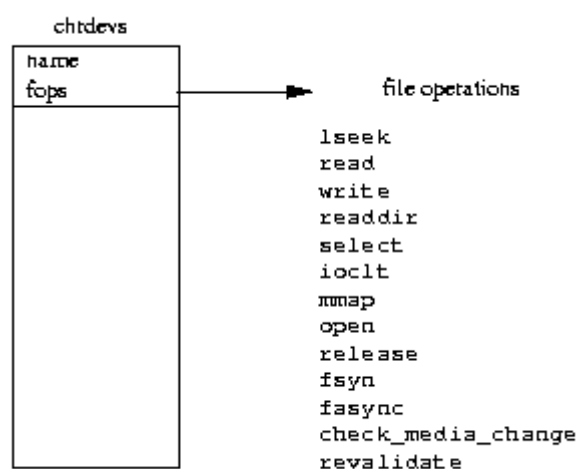 chrdevs
name
fops
file operations
lseek
read
write
readdir
select
ioclt
mmap
open
release
fsyn
fasync
check_media_change
revalidate